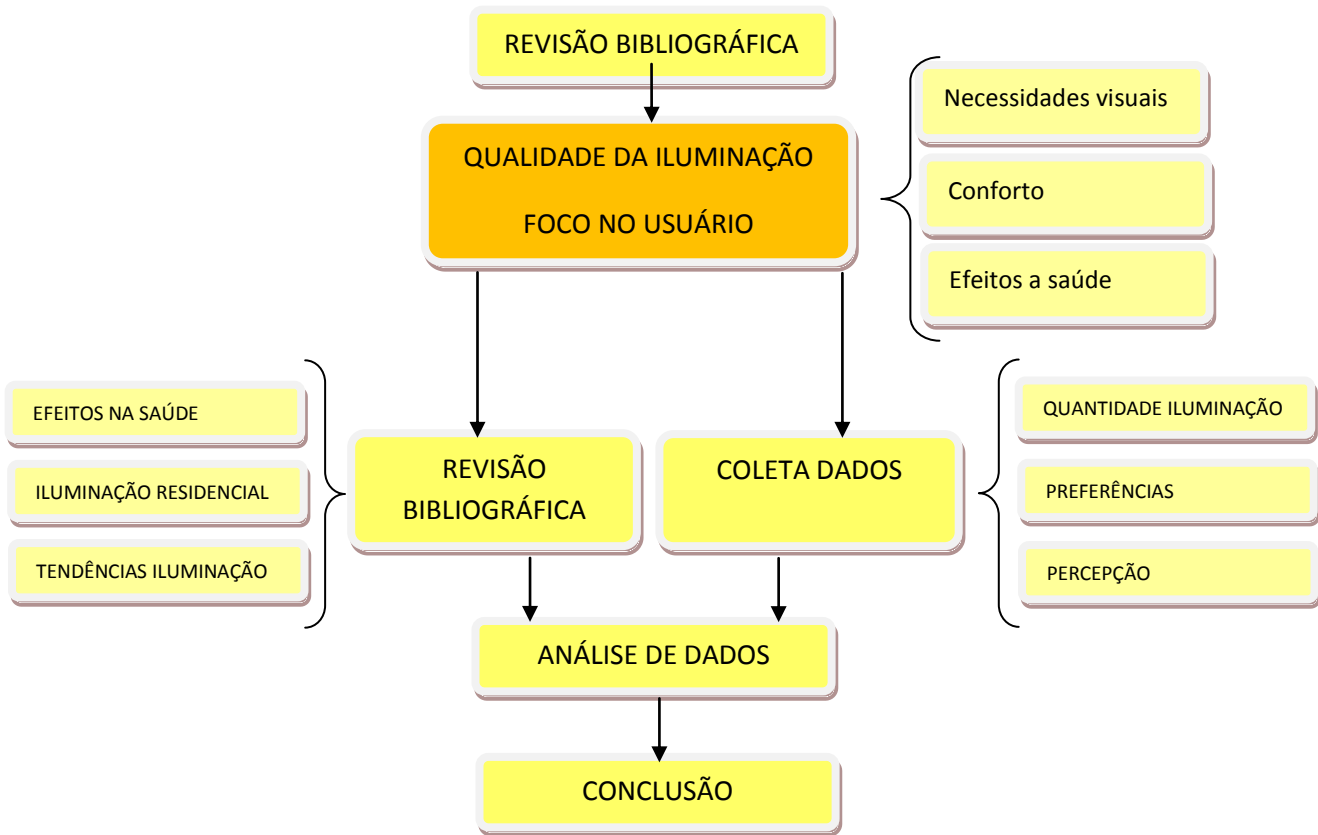 REVISÃO BIBLIOGRÁFICA
QUALIDADE DA ILUMINAÇÃO
FOCO NO USUÁRIO
Necessidades visuais
Conforto
Efeitos a saúde
EFEITOS NA SAÚDE
ILUMINAÇÃO RESIDENCIAL
TENDÊNCIAS ILUMINAÇÃO
REVISÃO
BIBLIOGRÁFICA
COLETA DADOS
QUANTIDADE ILUMINAÇÃO
PREFERÊNCIAS
PERCEPÇÃO
ANÁLISE DE DADOS
CONCLUSÃO